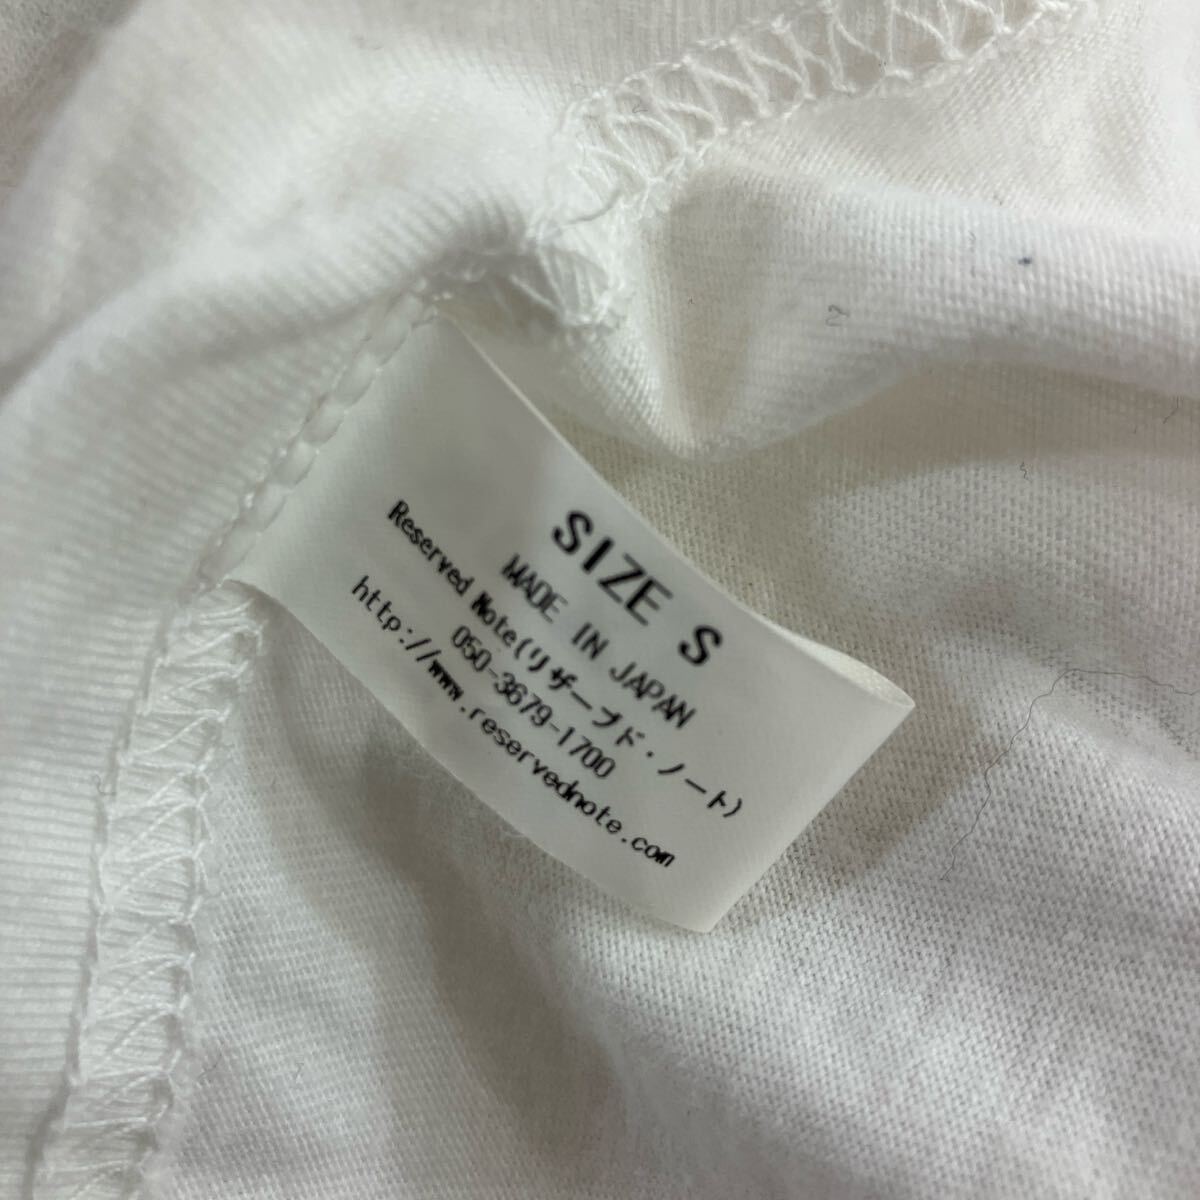 SIZE S
MADE IN JAPAN
Reserved Note(リザーブド・ノート)
050-3679-1700
http://www.reservednote.com